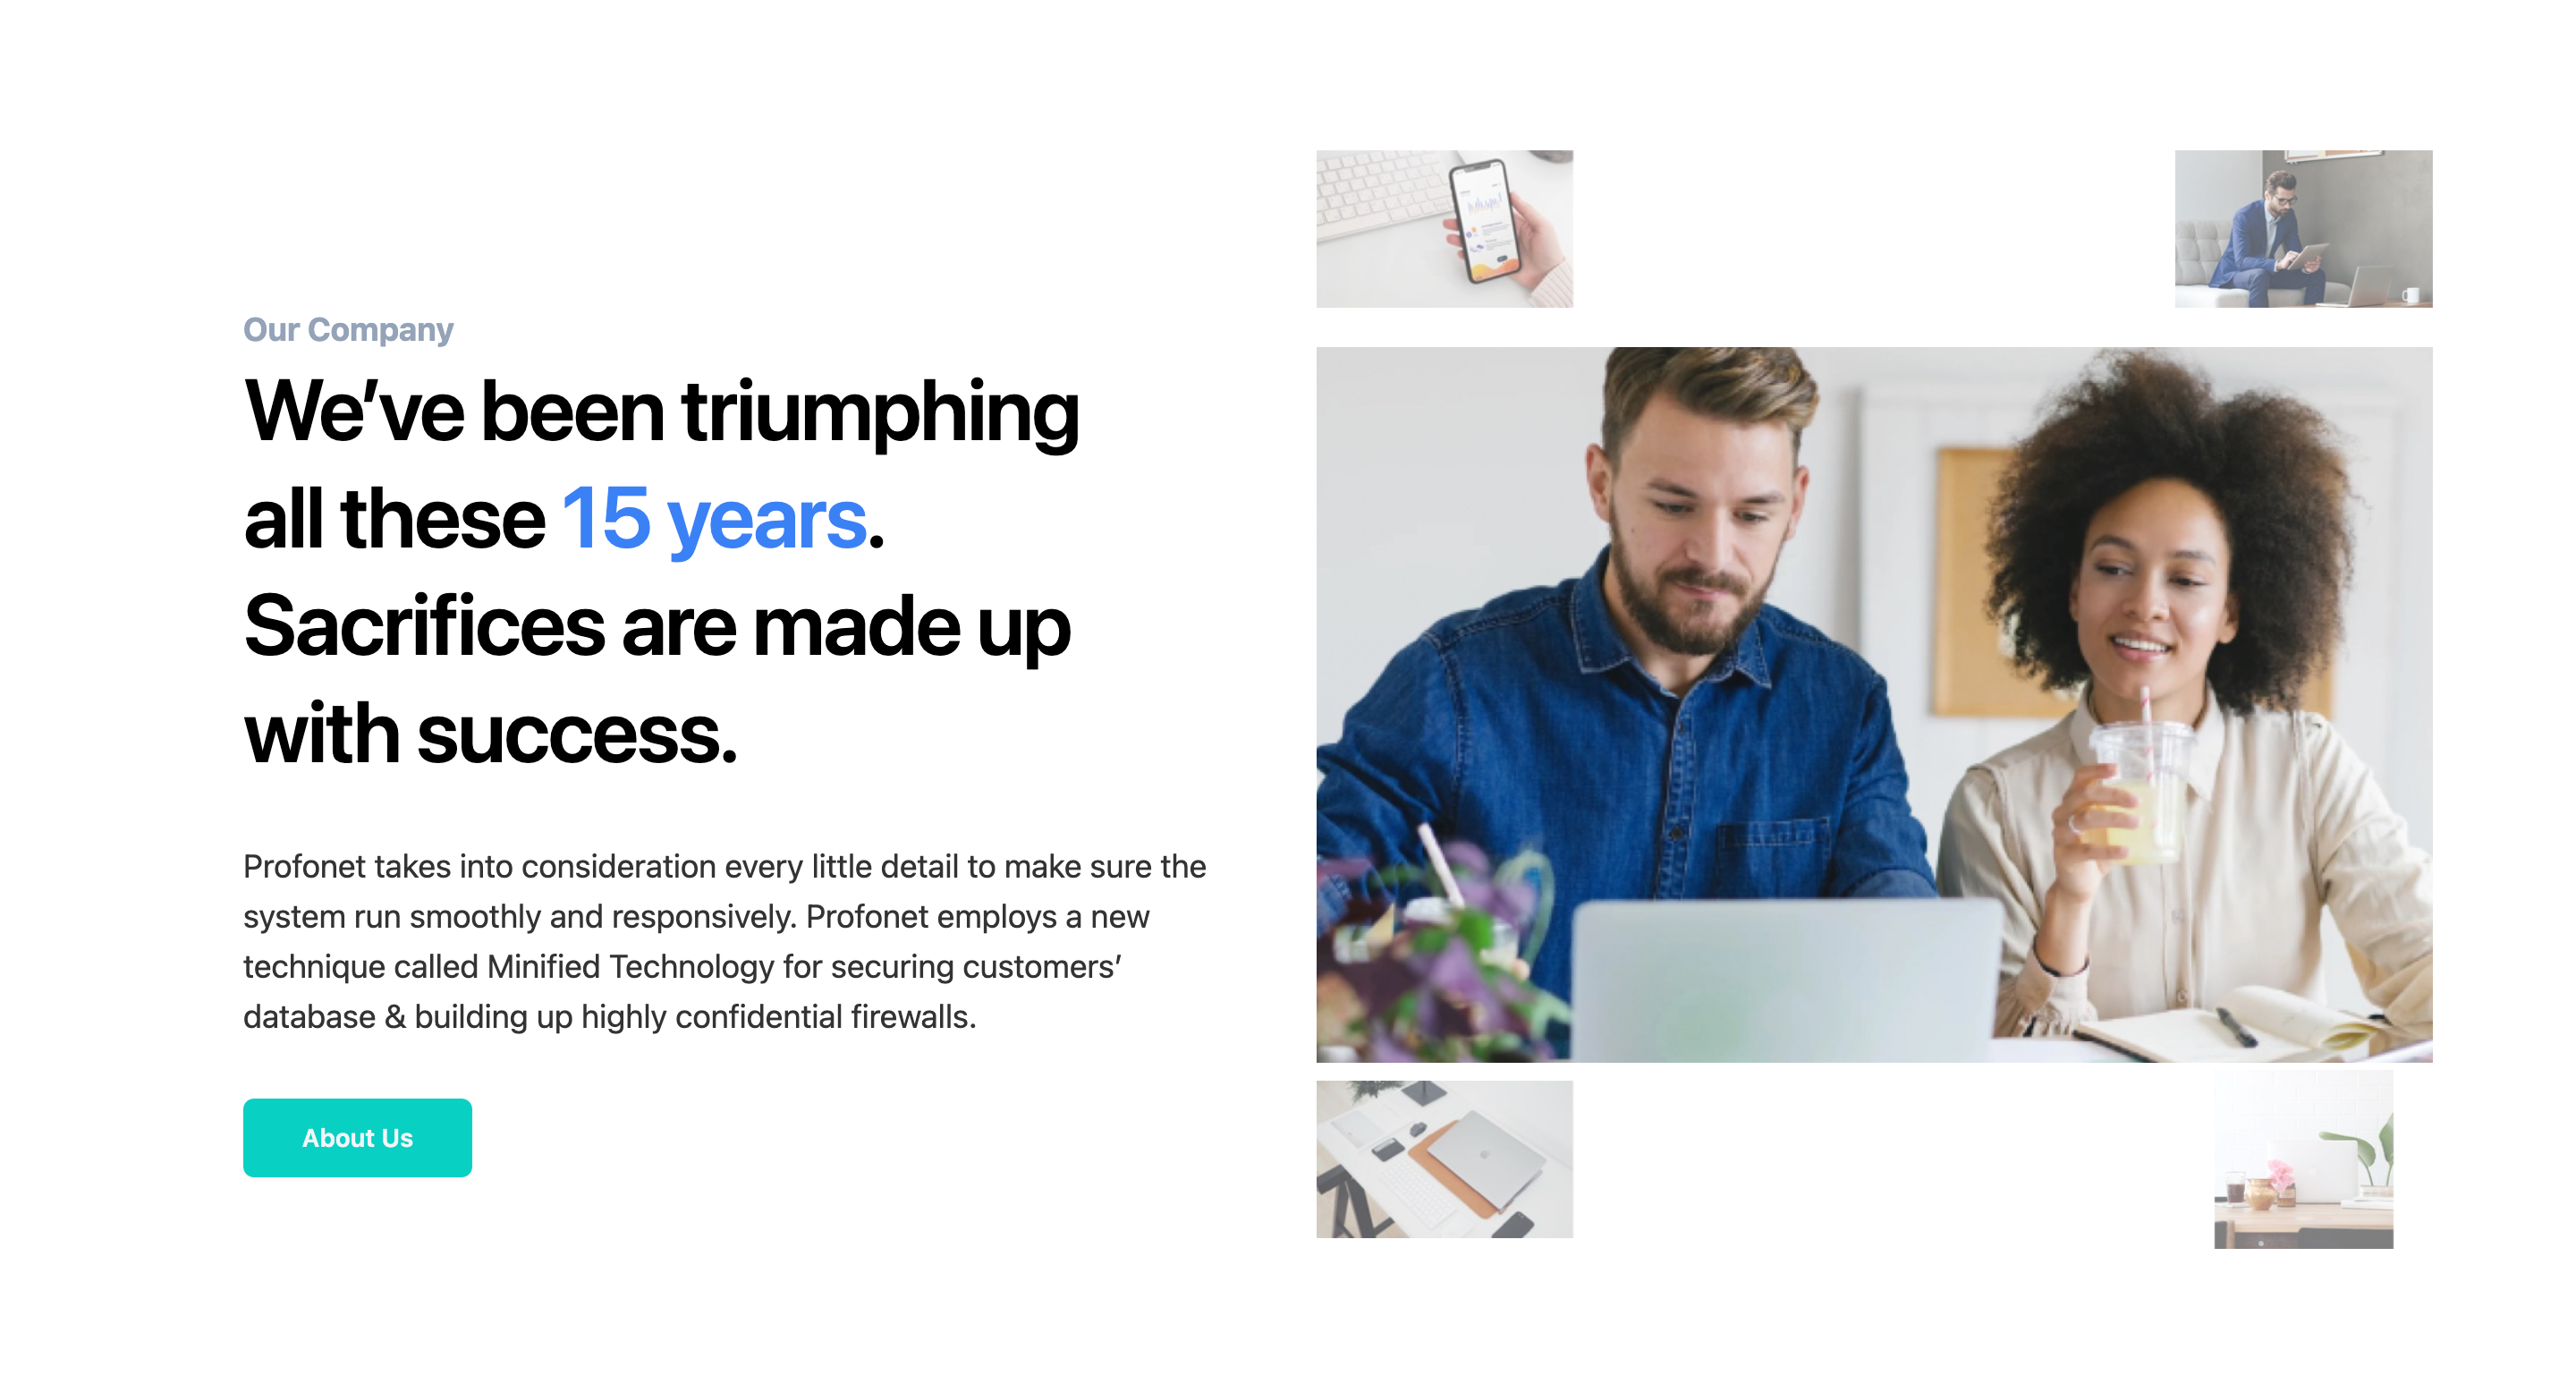 Our Company
We’ve been triumphing
all these 15 years.
Sacrifices are made up
with success.
Profonet takes into consideration every little detail to make sure the
system run smoothly and responsively. Profonet employs a new
technique called Minified Technology for securing customers’
database & building up highly confidential firewalls.
About Us